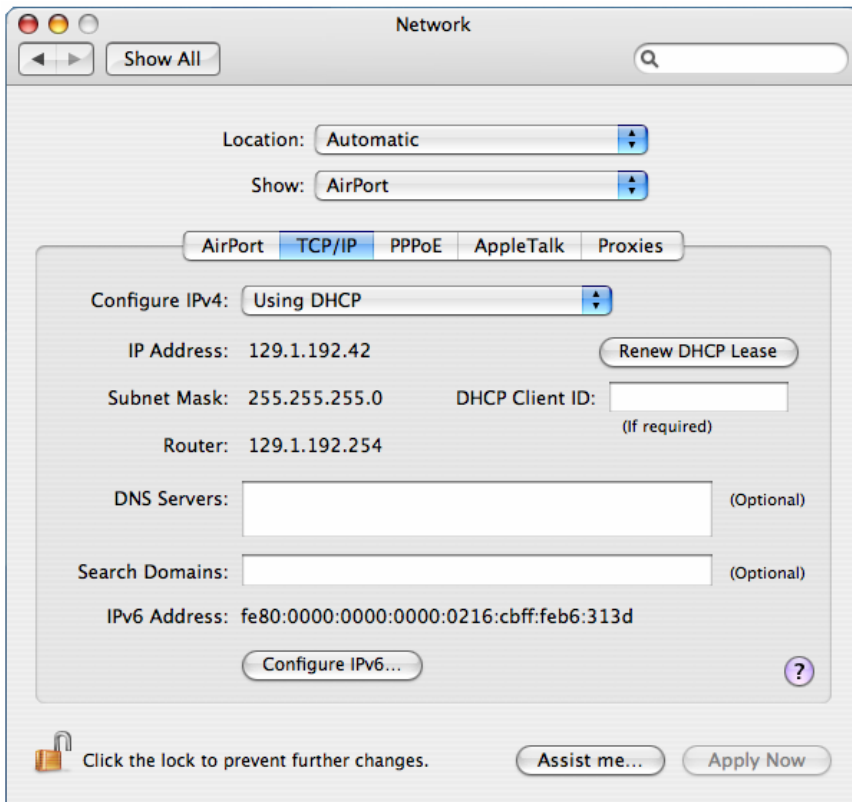 Network
Show All
Location: Automatic
Show: AirPort
AirPort TCP/IP PPPoE AppleTalk Proxies
Configure IPv4: Using DHCP
IP Address: 129.1.192.42 Renew DHCP Lease
Subnet Mask: 255.255.255.0 DHCP Client ID:
(If required)
Router: 129.1.192.254
DNS Servers: (Optional)
Search Domains: (Optional)
IPv6 Address: fe80:0000:0000:0000:0216:cbff:feb6:313d
Configure IPv6...
?
Click the lock to prevent further changes. Assist me... Apply Now